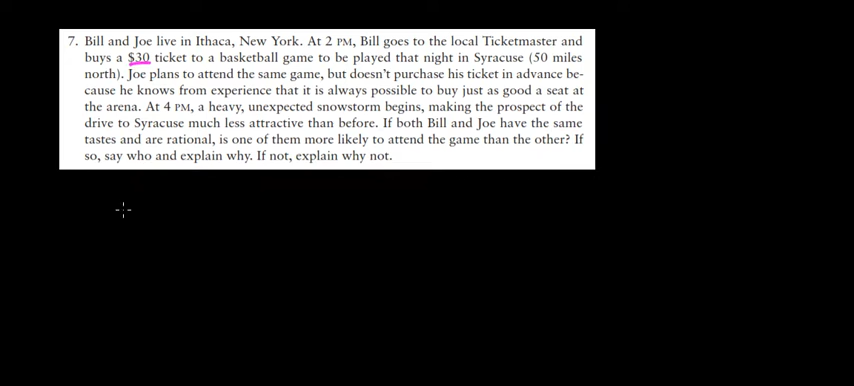 7. Bill and Joe live in Ithaca, New York. At 2 PM, Bill goes to the local Ticketmaster and
buys a $30 ticket to a basketball game to be played that night in Syracuse (50 miles
north). Joe plans to attend the same game, but doesn't purchase his ticket in advance be-
cause he knows from experience that it is always possible to buy just as good a seat at
the arena. At 4 PM, a heavy, unexpected snowstorm begins, making the prospect of the
drive to Syracuse much less attractive than before. If both Bill and Joe have the same
tastes and are rational, is one of them more likely to attend the game than the other? If
so, say who and explain why. If not, explain why not.